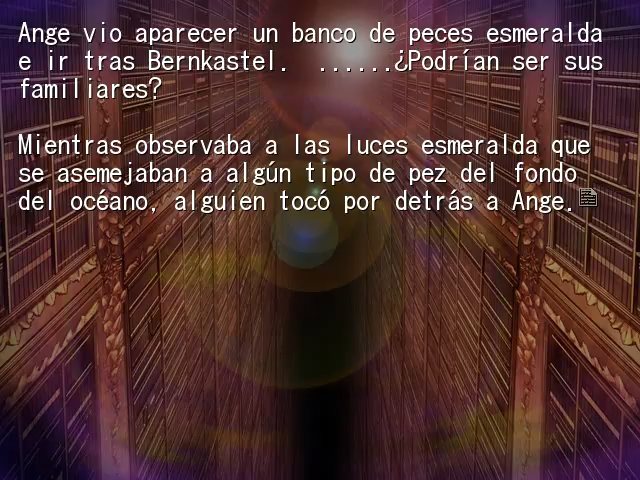 Ange vio aparecer un banco de peces esmeralda
e ir tras Bernkastel.  ......¿Podrían ser sus
familiares?
Mientras observaba a las luces esmeralda que
se asemejaban a algún tipo de pez del fondo
del océano, alguien tocó por detrás a Ange.